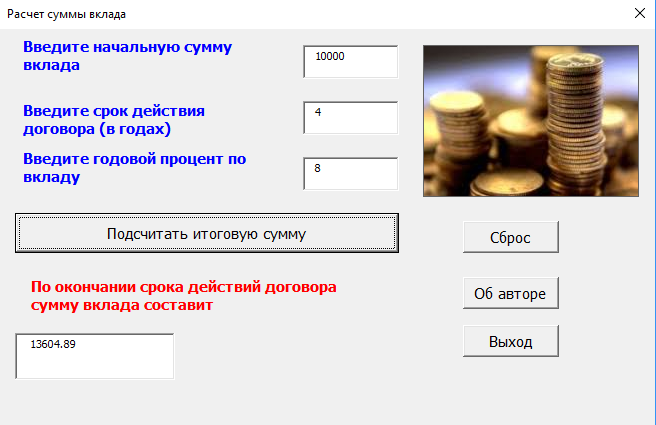 Расчет суммы вклада
Введите начальную сумму
вклада
10000
Введите срок действия
договора (в годах)
4
Введите годовой процент по
вкладу
8
Подсчитать итоговую сумму
Сброс
По окончании срока действий договора
сумму вклада составит
Об авторе
13604.89
Выход